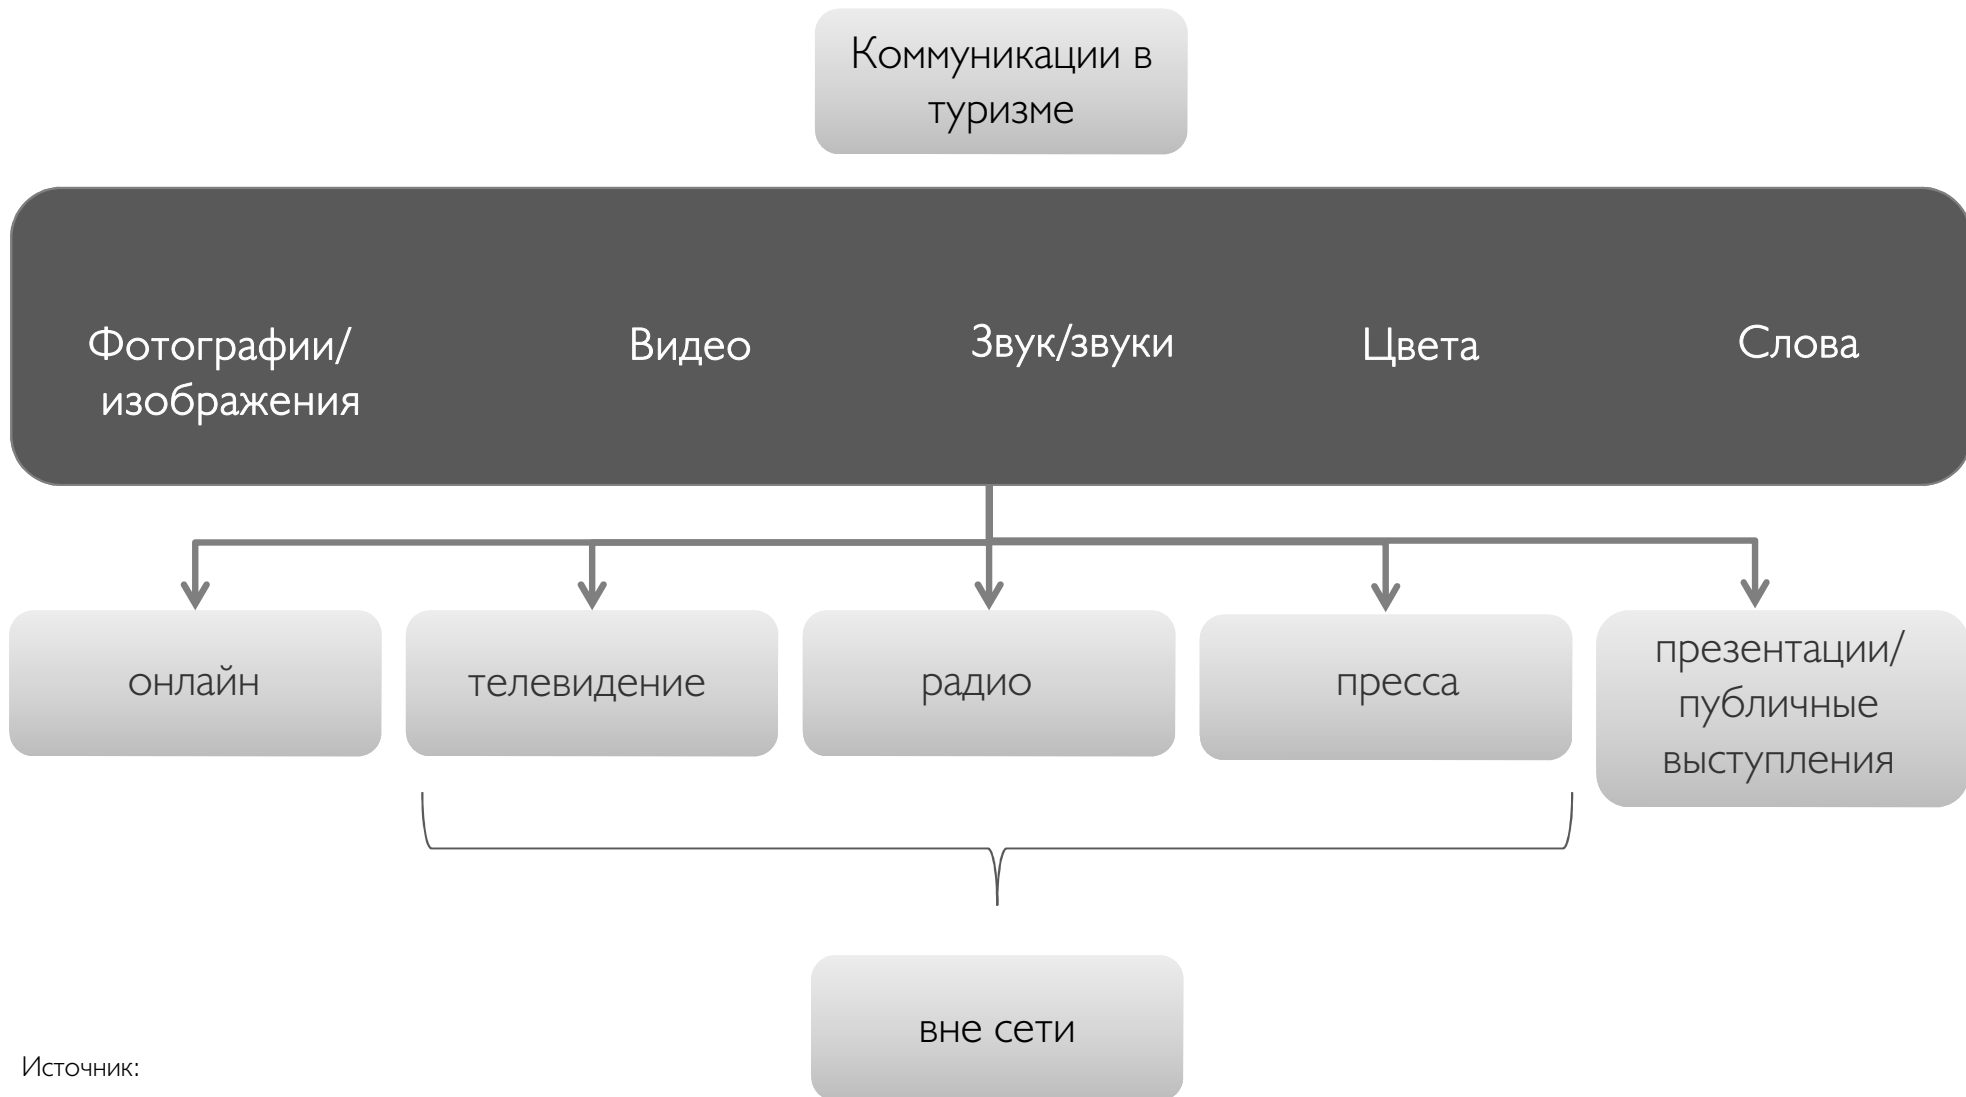 Коммуникации в
туризме
Фотографии/
изображения
Видео
Звук/звуки
Цвета
Слова
онлайн
телевидение
радио
пресса
презентации/
публичные
выступления
вне сети
Источник: